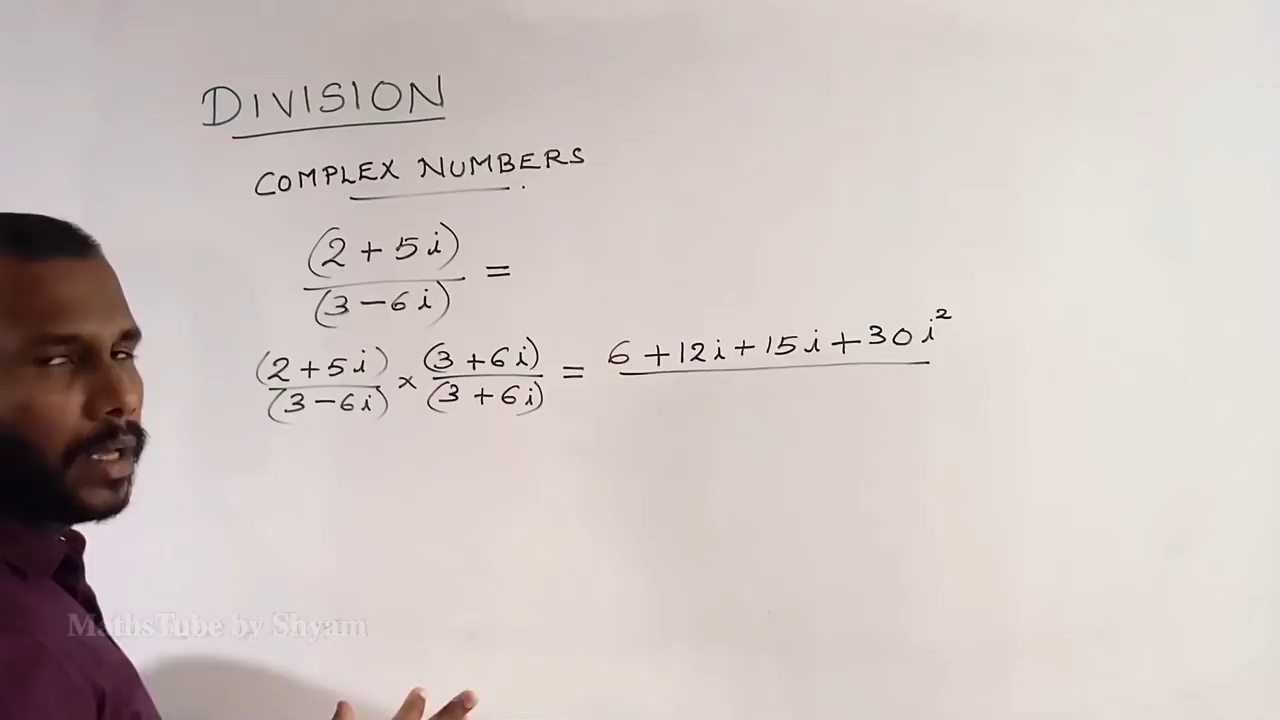 DIVISION
COMPLEX NUMBERS
(2 + 5i)/(3 - 6i) =
(2 + 5i)/(3 - 6i) × (3 + 6i)/(3 + 6i) = 6 + 12i + 15i + 30i²
MathsTube by Shyam